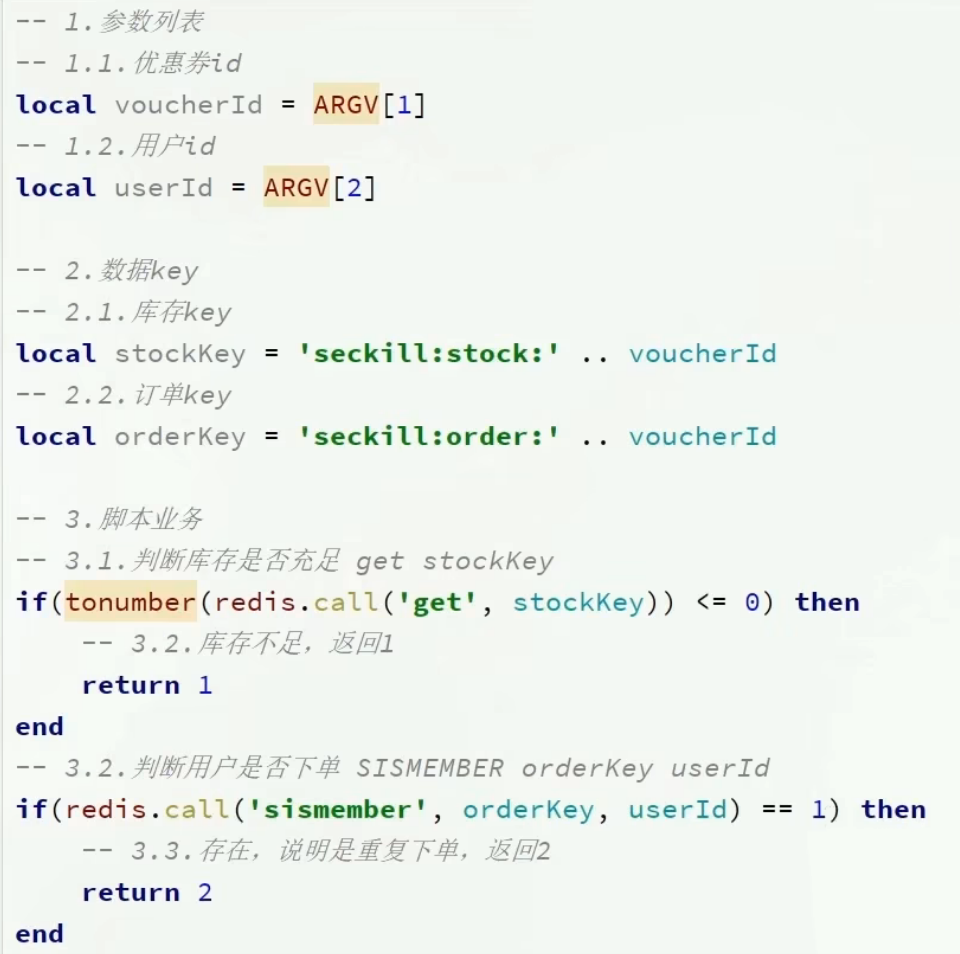 -- 1.参数列表
-- 1.1.优惠券id
local voucherId = ARGV[1]
-- 1.2.用户id
local userId = ARGV[2]
-- 2.数据key
-- 2.1.库存key
local stockKey = 'seckill:stock:' .. voucherId
-- 2.2.订单key
local orderKey = 'seckill:order:' .. voucherId
-- 3.脚本业务
-- 3.1.判断库存是否充足 get stockKey
if(tonumber(redis.call('get', stockKey)) <= 0) then
    -- 3.2.库存不足，返回1
    return 1
end
-- 3.2.判断用户是否下单 SISMEMBER orderKey userId
if(redis.call('sismember', orderKey, userId) == 1) then
    -- 3.3.存在，说明是重复下单，返回2
    return 2
end